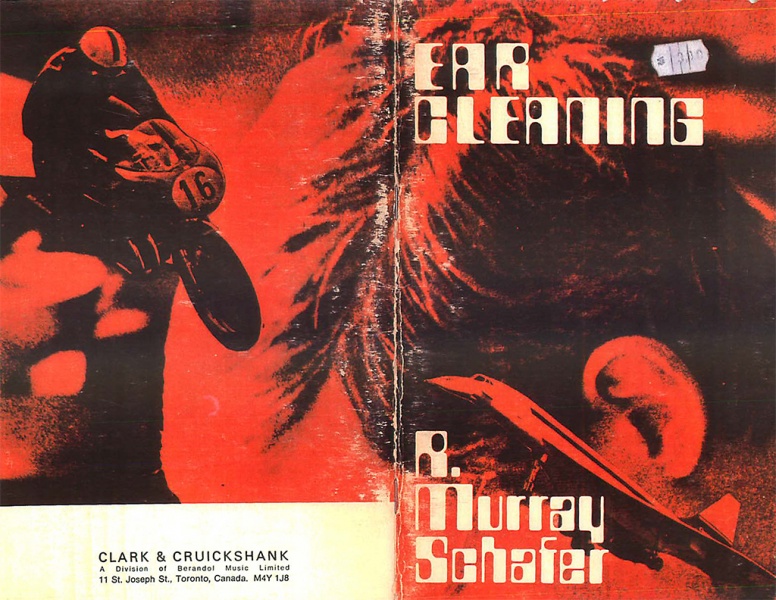 EAR
CLEANING
R.
Murray
Schafer
16
CLARK & CRUICKSHANK
A Division of Berandol Music Limited
11 St. Joseph St., Toronto, Canada. M4Y 1J8